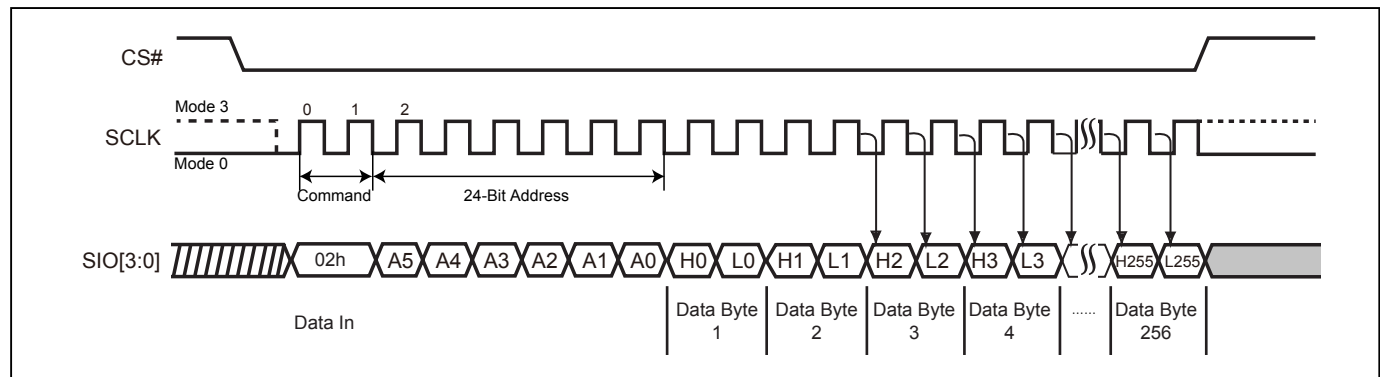 CS#
Mode 3
0 1 2
SCLK
Mode 0
Command
24-Bit Address
SIO[3:0]
02h A5 A4 A3 A2 A1 A0 H0 L0 H1 L1 H2 L2 H3 L3 H255 L255
Data In
Data Byte Data Byte Data Byte Data Byte ...... Data Byte
1 2 3 4 256